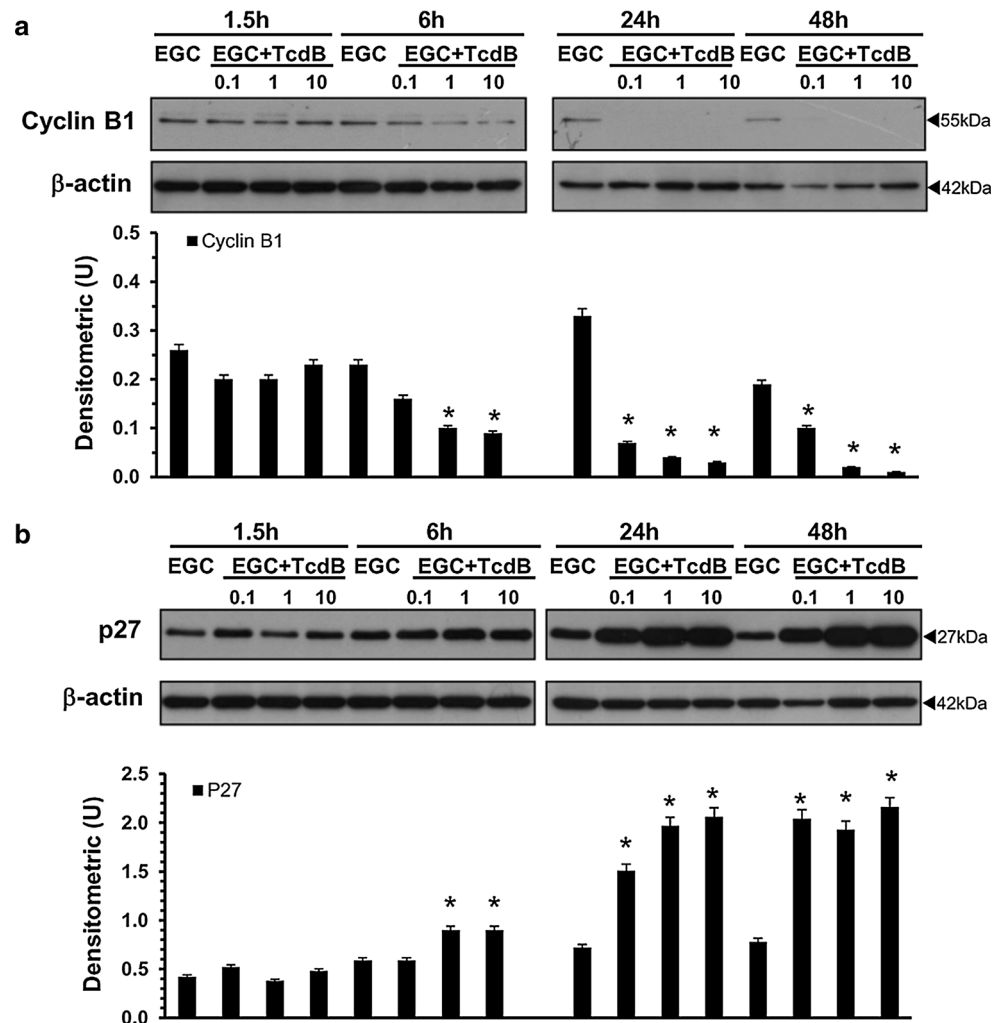 a
1.5h 6h 24h 48h
EGC EGC+TcdB EGC EGC+TcdB EGC EGC+TcdB EGC EGC+TcdB
0.1 1 10 0.1 1 10 0.1 1 10 0.1 1 10
Cyclin B1 ◄55kDa
β-actin ◄42kDa
0.5
Cyclin B1
0.4
0.3
0.2
0.1
0.0
Densitometric (U)
* * * * * * * *
b
1.5h 6h 24h 48h
EGC EGC+TcdB EGC EGC+TcdB EGC EGC+TcdB EGC EGC+TcdB
0.1 1 10 0.1 1 10 0.1 1 10 0.1 1 10
p27 ◄27kDa
β-actin ◄42kDa
2.5
P27
2.0
1.5
1.0
0.5
0.0
Densitometric (U)
* * * * * * * *